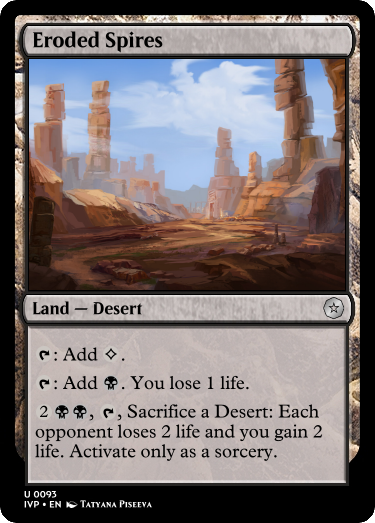 Eroded Spires
Land — Desert
: Add .
: Add . You lose 1 life.
2 , , Sacrifice a Desert: Each
opponent loses 2 life and you gain 2
life. Activate only as a sorcery.
U 0093
IVP • EN Tatyana Piseeva